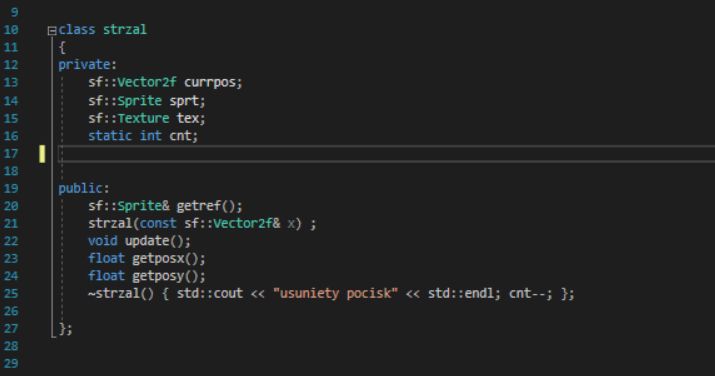 9
10 class strzal
11 {
12 private:
13 sf::Vector2f currpos;
14 sf::Sprite sprt;
15 sf::Texture tex;
16 static int cnt;
17
18
19 public:
20 sf::Sprite& getref();
21 strzal(const sf::Vector2f& x) ;
22 void update();
23 float getposx();
24 float getposy();
25 ~strzal() { std::cout << "usuniety pocisk" << std::endl; cnt--; };
26
27 };
28
29